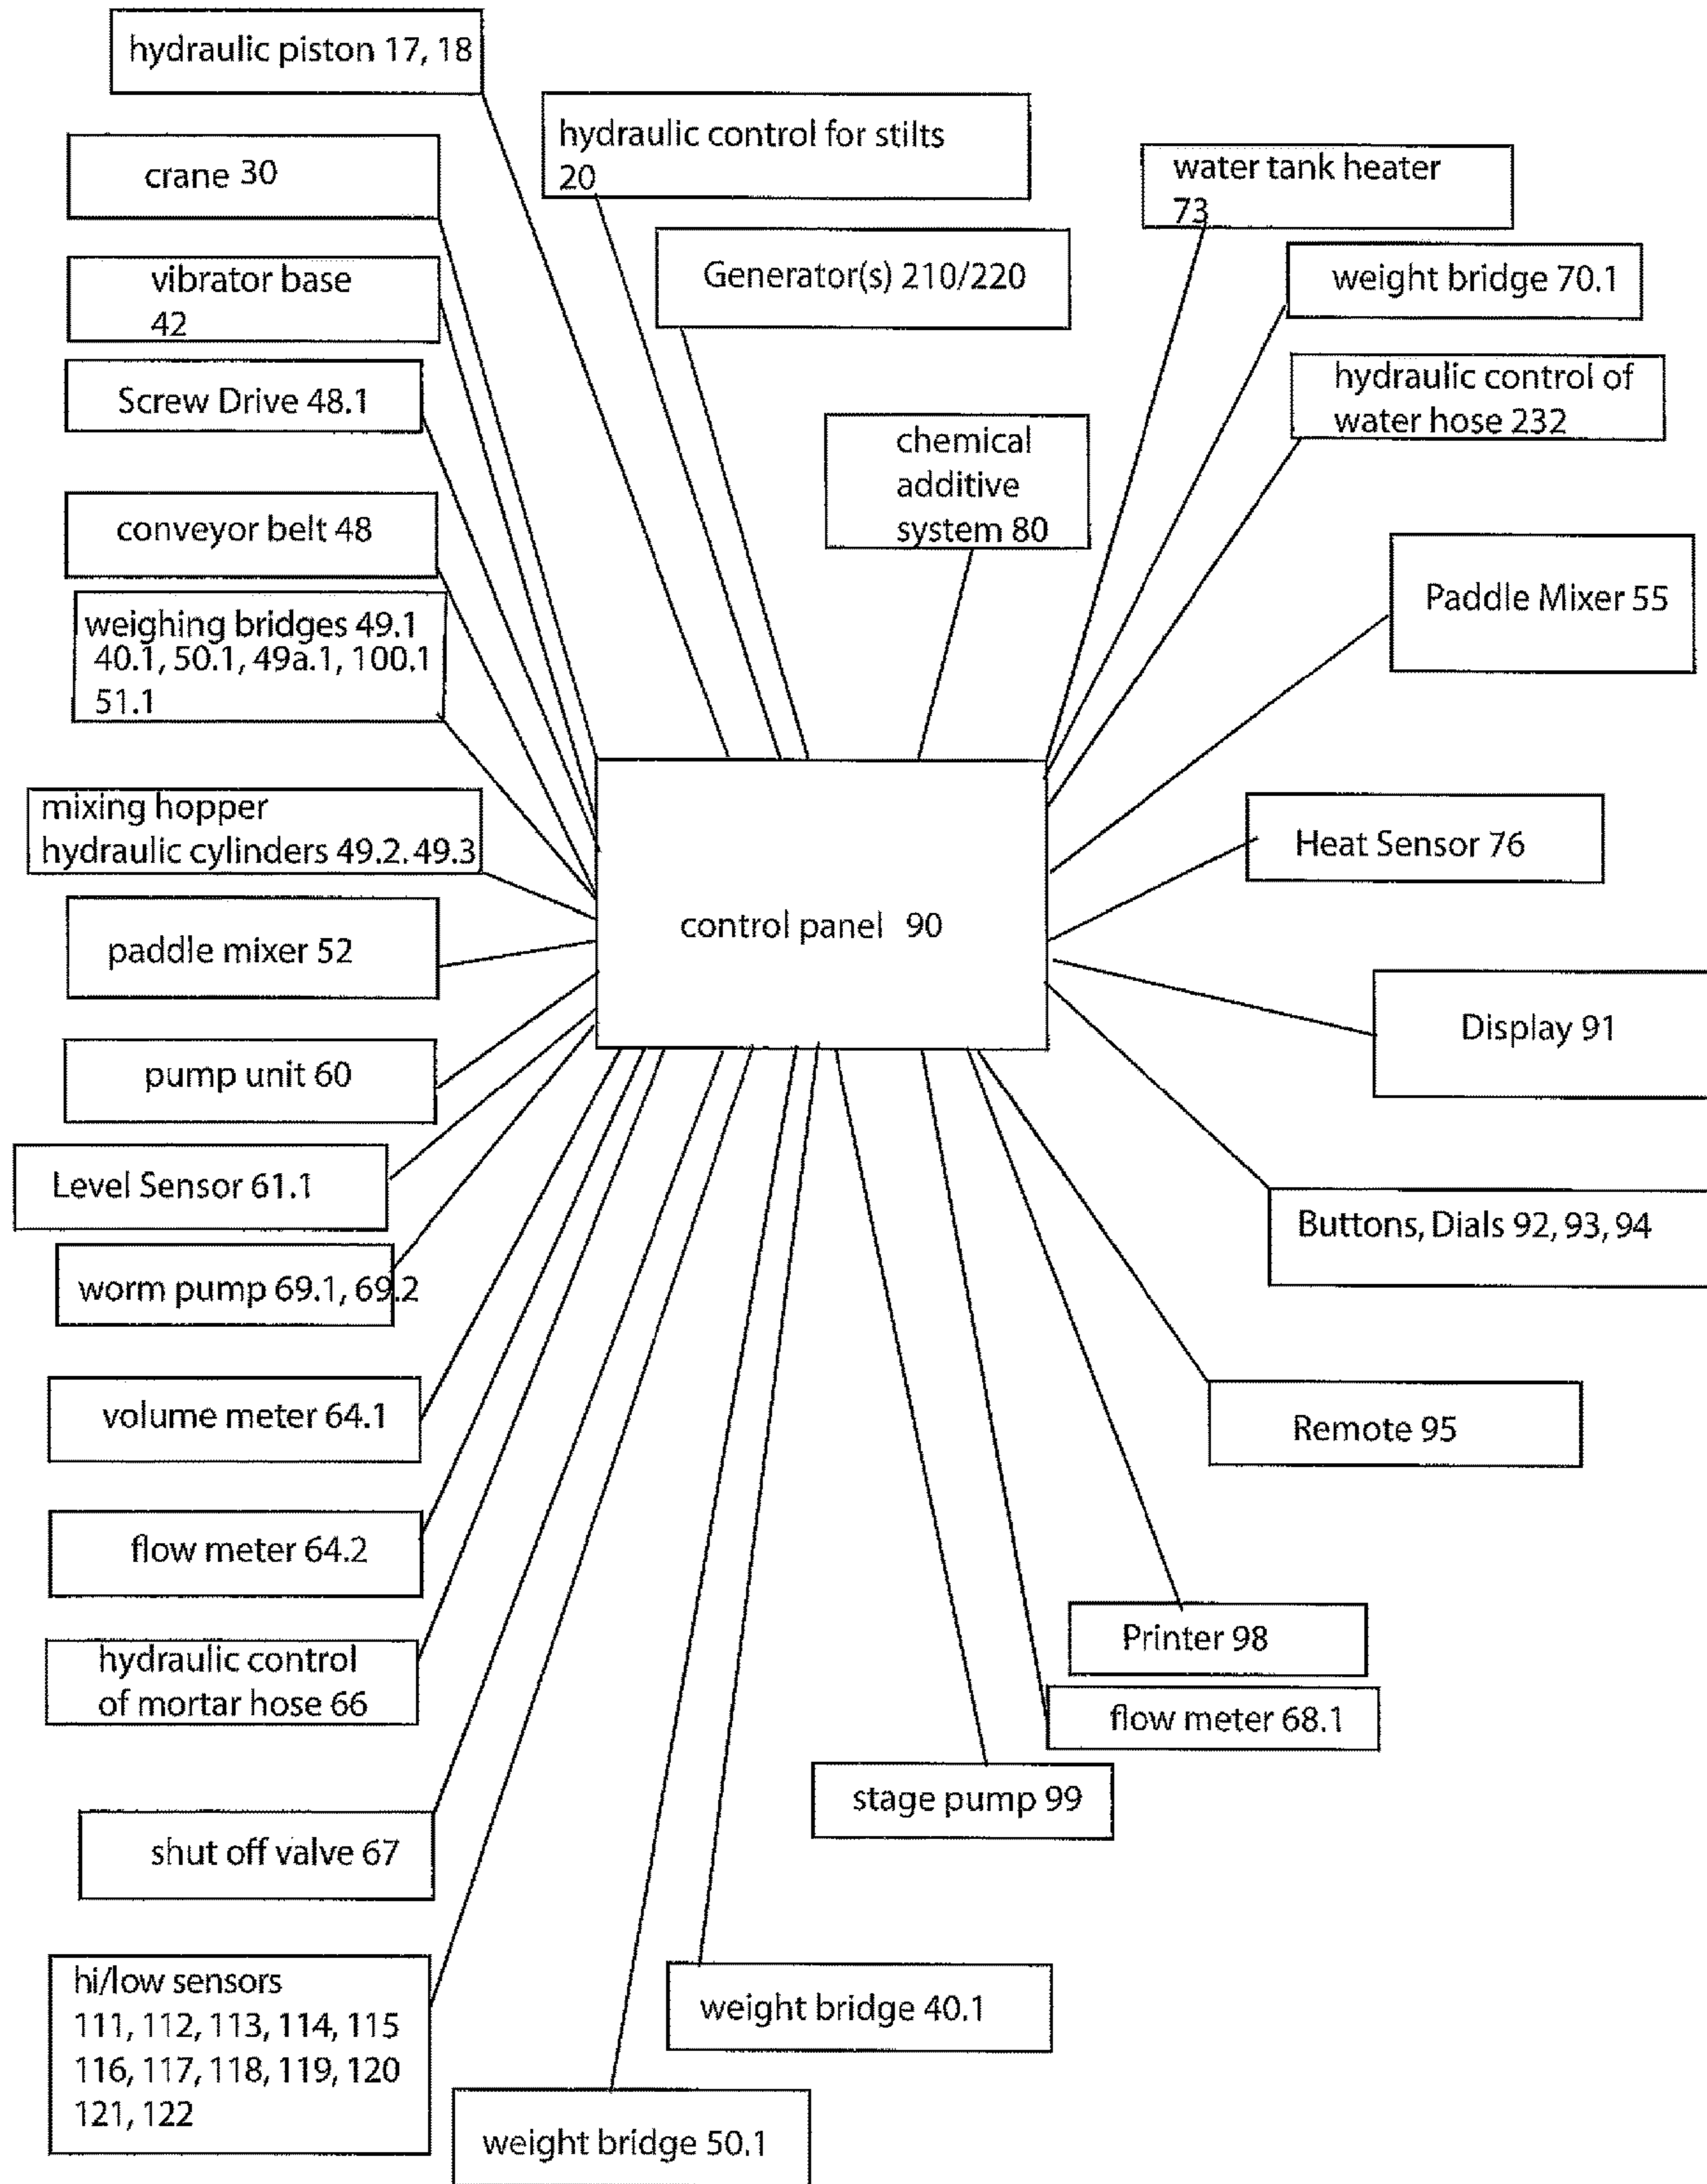 hydraulic piston 17, 18
hydraulic control for stilts
20
crane 30
water tank heater
73
Generator(s) 210/220
weight bridge 70.1
vibrator base
42
hydraulic control of
water hose 232
Screw Drive 48.1
chemical
additive
system 80
conveyor belt 48
Paddle Mixer 55
weighing bridges 49.1
40.1, 50.1, 49a.1, 100.1
51.1
mixing hopper
hydraulic cylinders 49.2. 49.3
Heat Sensor 76
control panel 90
paddle mixer 52
Display 91
pump unit 60
Level Sensor 61.1
Buttons, Dials 92, 93, 94
worm pump 69.1, 69.2
volume meter 64.1
Remote 95
flow meter 64.2
hydraulic control
of mortar hose 66
Printer 98
flow meter 68.1
stage pump 99
shut off valve 67
hi/low sensors
111, 112, 113, 114, 115
116, 117, 118, 119, 120
121, 122
weight bridge 40.1
weight bridge 50.1